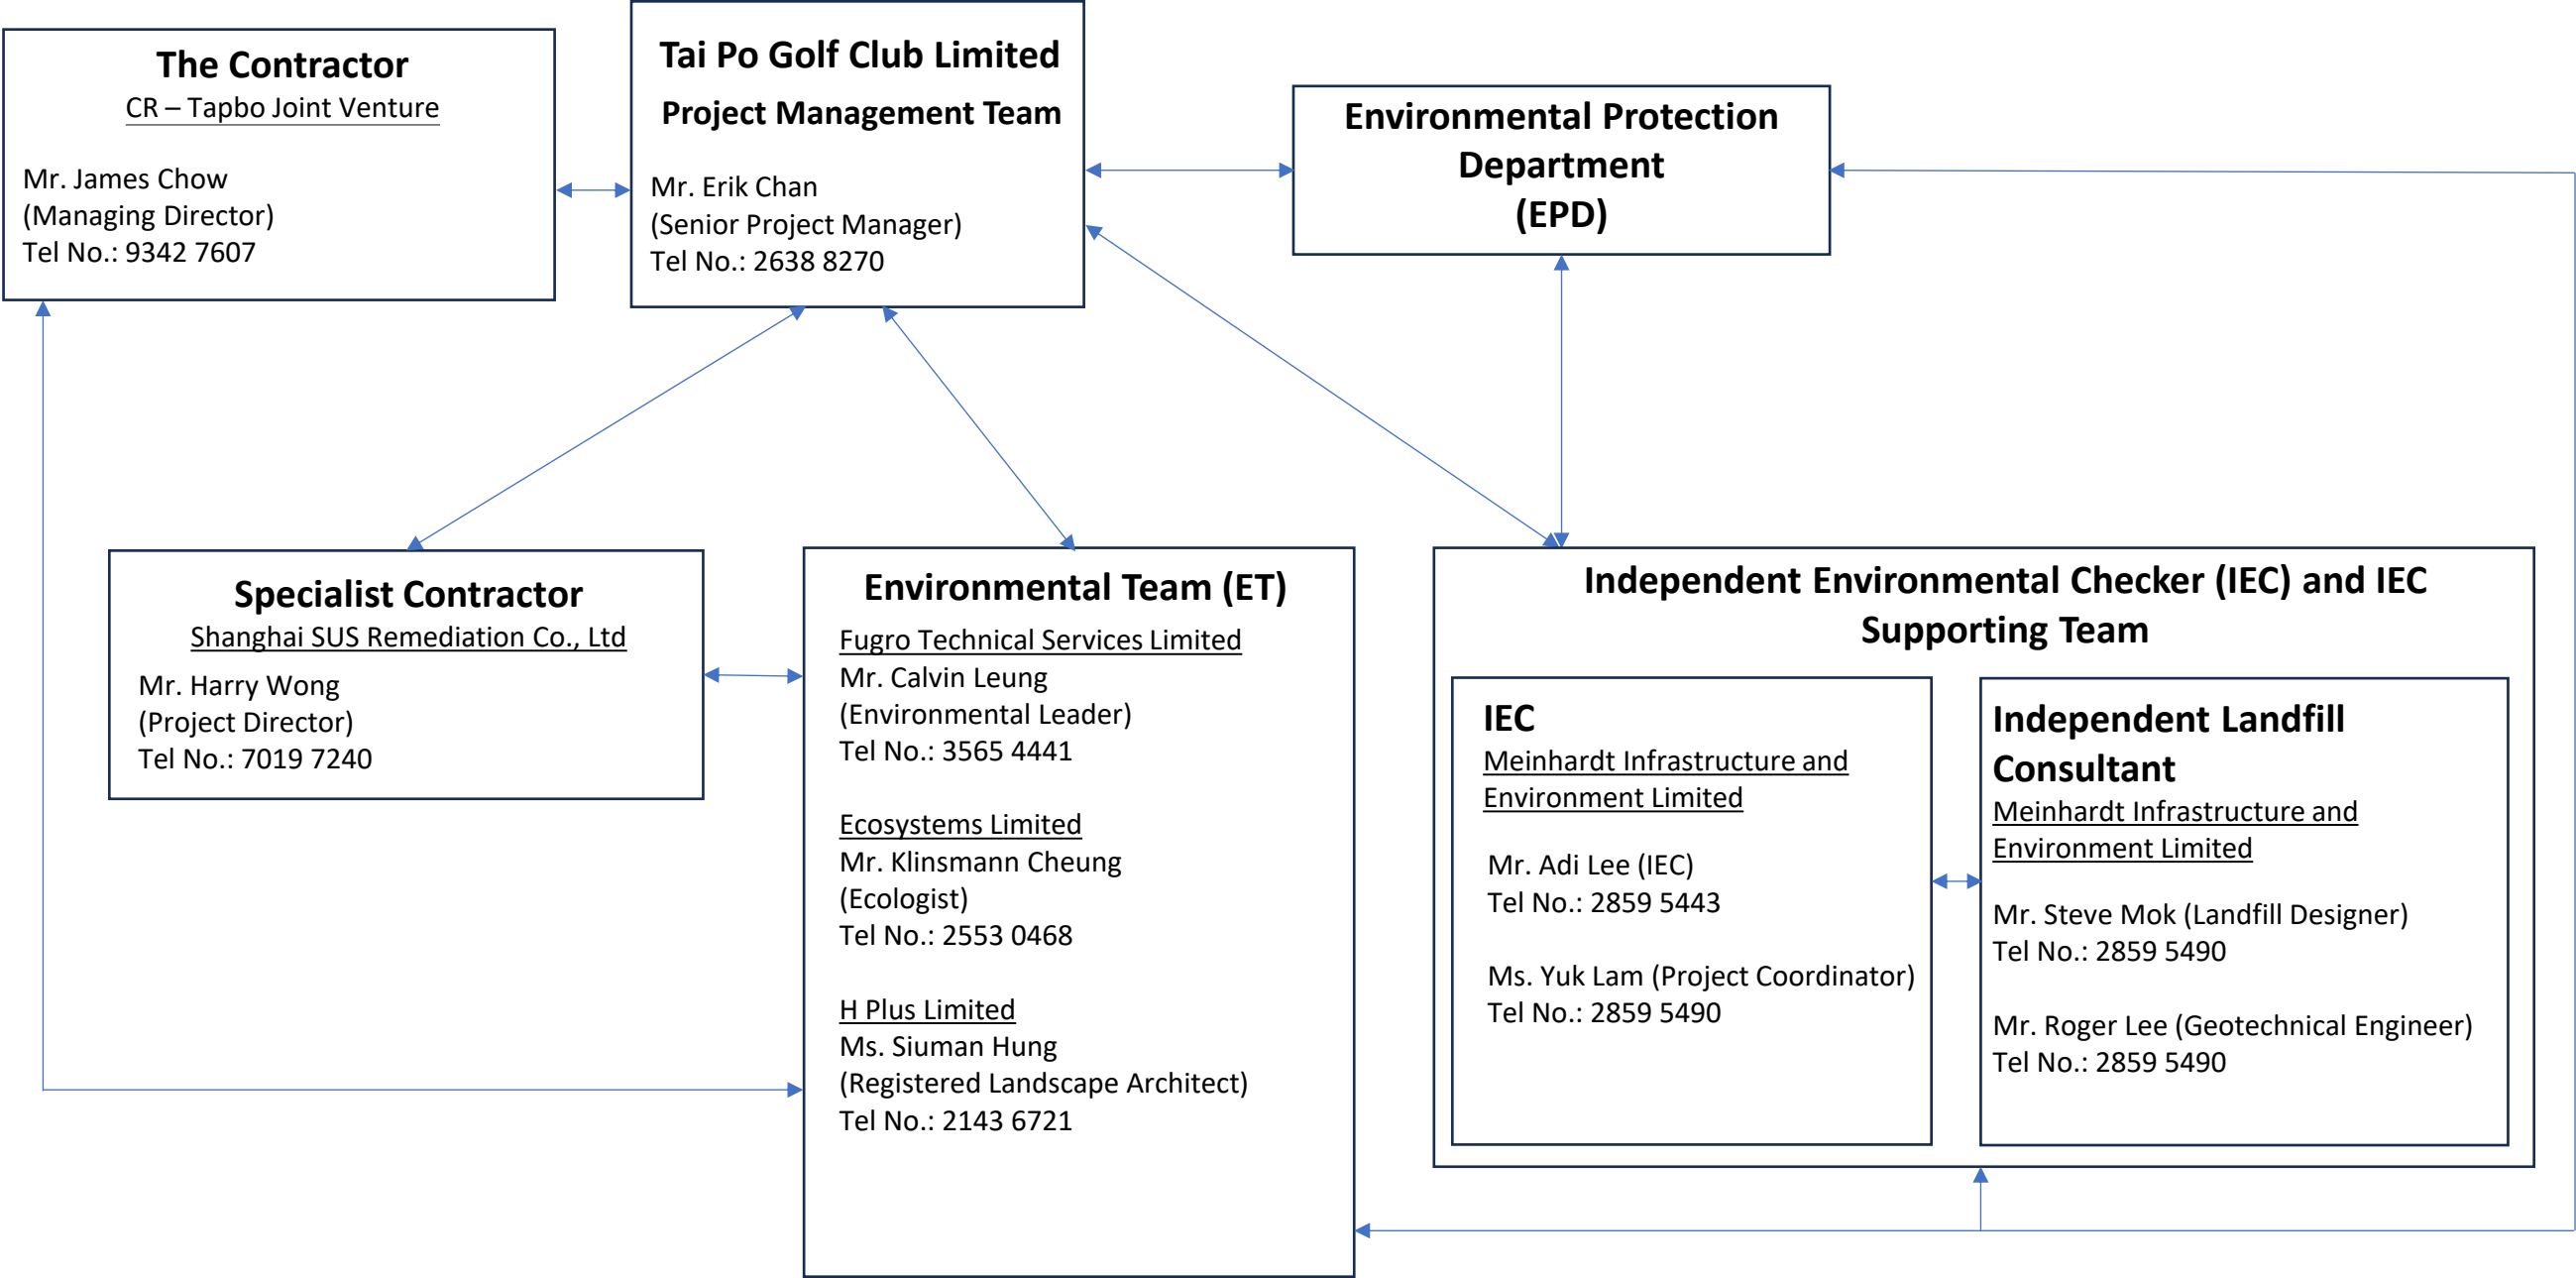 The Contractor
CR – Tapbo Joint Venture
Mr. James Chow
(Managing Director)
Tel No.: 9342 7607
Tai Po Golf Club Limited
Project Management Team
Mr. Erik Chan
(Senior Project Manager)
Tel No.: 2638 8270
Environmental Protection
Department
(EPD)
Specialist Contractor
Shanghai SUS Remediation Co., Ltd
Mr. Harry Wong
(Project Director)
Tel No.: 7019 7240
Environmental Team (ET)
Fugro Technical Services Limited
Mr. Calvin Leung
(Environmental Leader)
Tel No.: 3565 4441
Ecosystems Limited
Mr. Klinsmann Cheung
(Ecologist)
Tel No.: 2553 0468
H Plus Limited
Ms. Siuman Hung
(Registered Landscape Architect)
Tel No.: 2143 6721
Independent Environmental Checker (IEC) and IEC
Supporting Team
IEC
Meinhardt Infrastructure and
Environment Limited
Mr. Adi Lee (IEC)
Tel No.: 2859 5443
Ms. Yuk Lam (Project Coordinator)
Tel No.: 2859 5490
Independent Landfill
Consultant
Meinhardt Infrastructure and
Environment Limited
Mr. Steve Mok (Landfill Designer)
Tel No.: 2859 5490
Mr. Roger Lee (Geotechnical Engineer)
Tel No.: 2859 5490